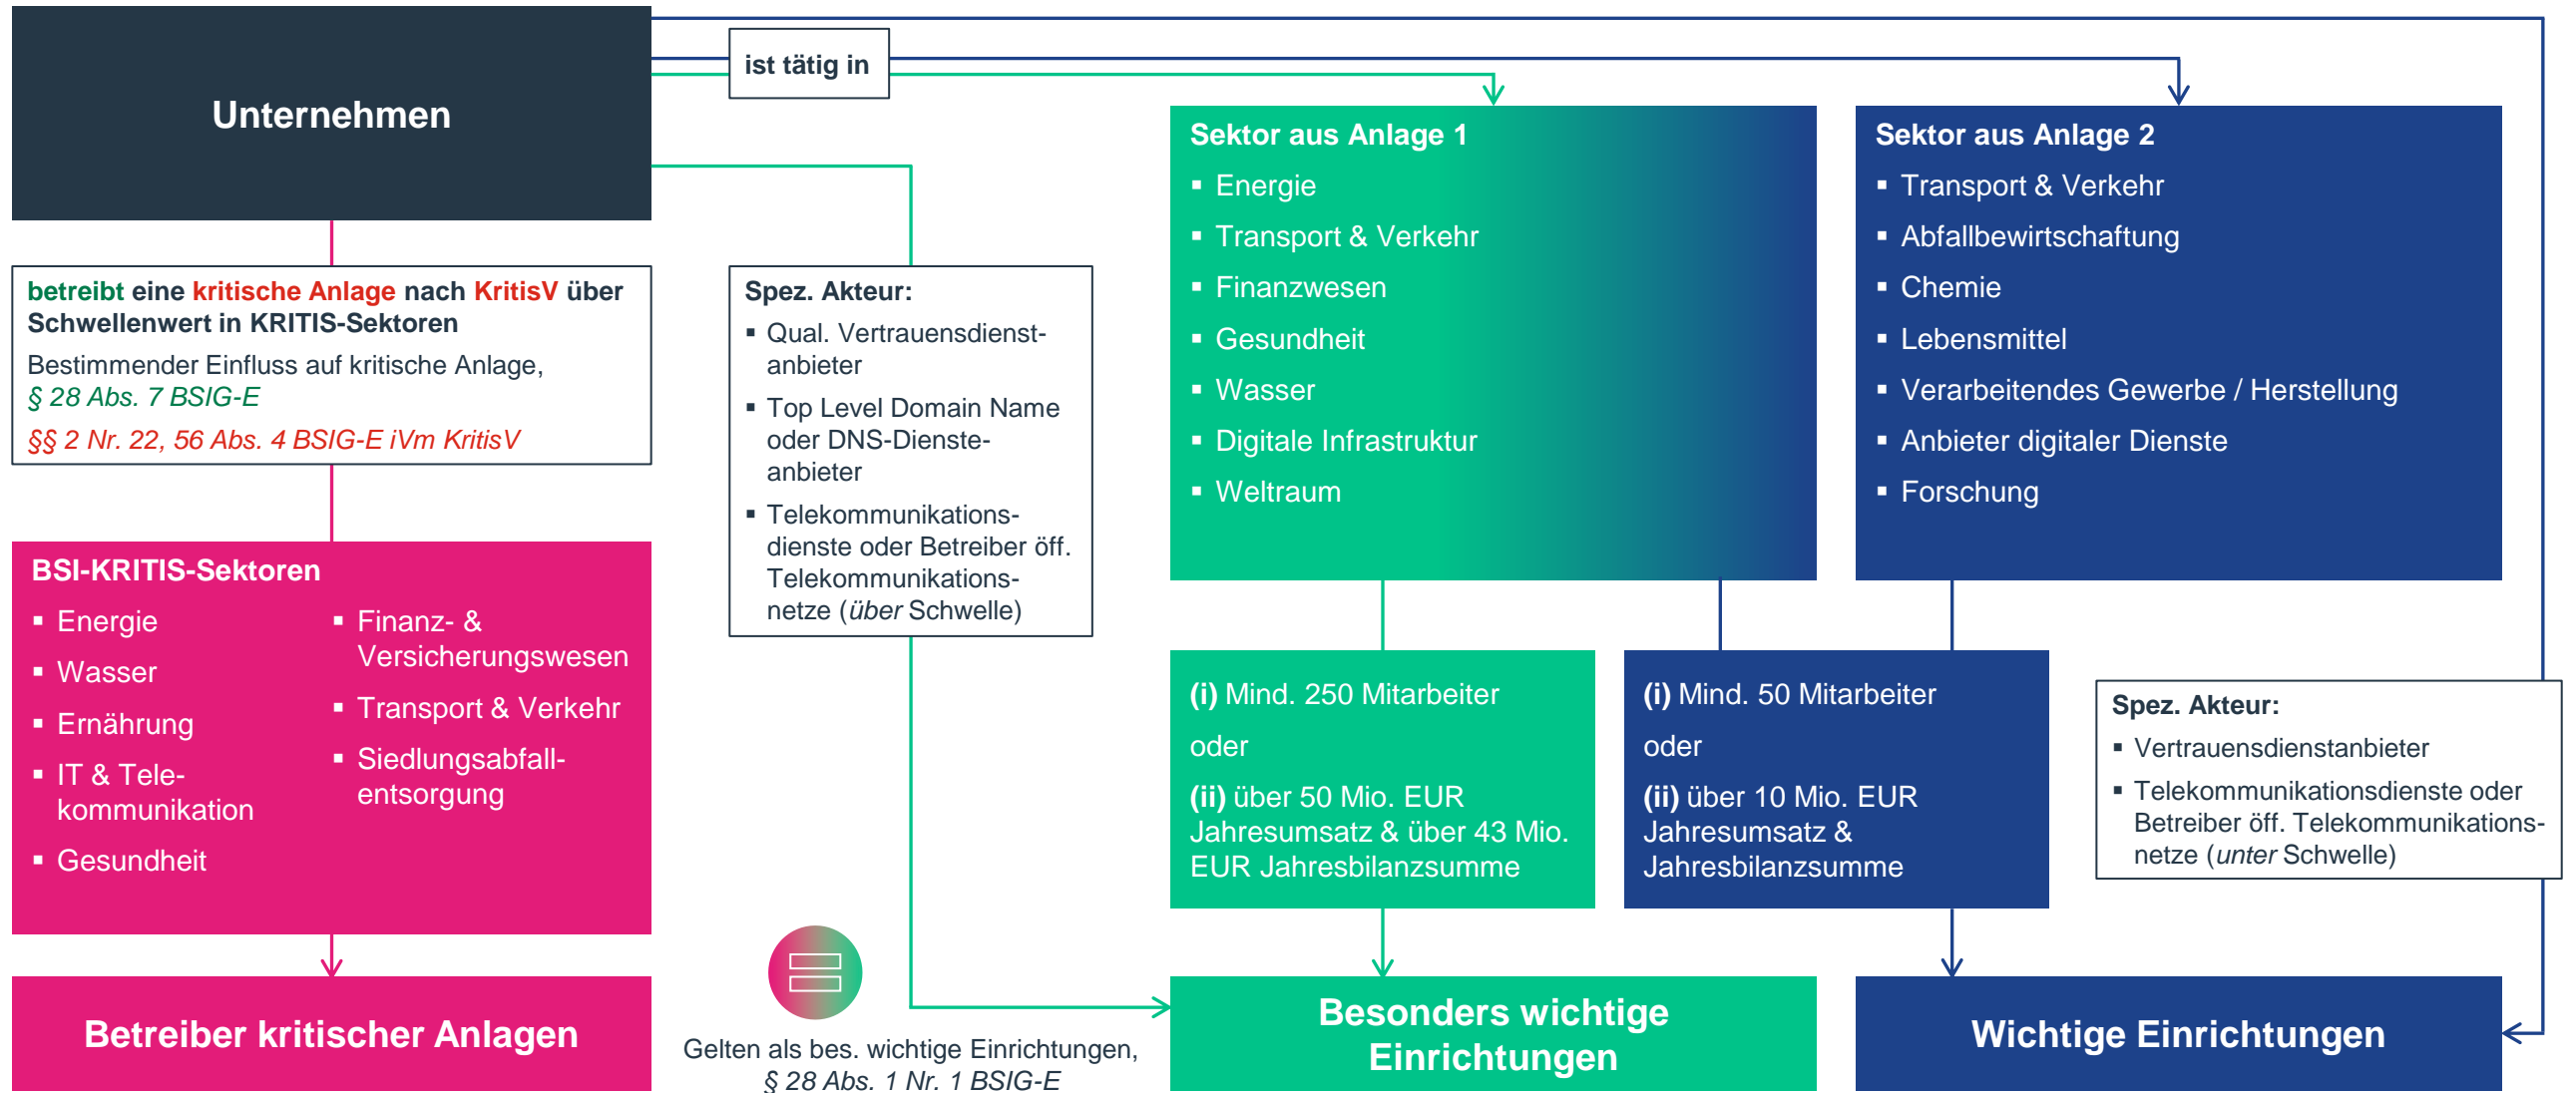 Unternehmen
ist tätig in
betreibt eine kritische Anlage nach KritisV über
Schwellenwert in KRITIS-Sektoren
Bestimmender Einfluss auf kritische Anlage,
§ 28 Abs. 7 BSIG-E
§§ 2 Nr. 22, 56 Abs. 4 BSIG-E iVm KritisV
BSI-KRITIS-Sektoren
▪ Energie
▪ Wasser
▪ Ernährung
▪ IT & Tele-
kommunikation
▪ Gesundheit
▪ Finanz- &
Versicherungswesen
▪ Transport & Verkehr
▪ Siedlungsabfall-
entsorgung
Betreiber kritischer Anlagen
Spez. Akteur:
▪ Qual. Vertrauensdienst-
anbieter
▪ Top Level Domain Name
oder DNS-Dienste-
anbieter
▪ Telekommunikations-
dienste oder Betreiber öff.
Telekommunikations-
netze (über Schwelle)
Gelten als bes. wichtige Einrichtungen,
§ 28 Abs. 1 Nr. 1 BSIG-E
Sektor aus Anlage 1
▪ Energie
▪ Transport & Verkehr
▪ Finanzwesen
▪ Gesundheit
▪ Wasser
▪ Digitale Infrastruktur
▪ Weltraum
Sektor aus Anlage 2
▪ Transport & Verkehr
▪ Abfallbewirtschaftung
▪ Chemie
▪ Lebensmittel
▪ Verarbeitendes Gewerbe / Herstellung
▪ Anbieter digitaler Dienste
▪ Forschung
(i) Mind. 250 Mitarbeiter
oder
(ii) über 50 Mio. EUR
Jahresumsatz & über 43 Mio.
EUR Jahresbilanzsumme
(i) Mind. 50 Mitarbeiter
oder
(ii) über 10 Mio. EUR
Jahresumsatz &
Jahresbilanzsumme
Spez. Akteur:
▪ Vertrauensdienstanbieter
▪ Telekommunikationsdienste oder
Betreiber öff. Telekommunikations-
netze (unter Schwelle)
Besonders wichtige
Einrichtungen
Wichtige Einrichtungen